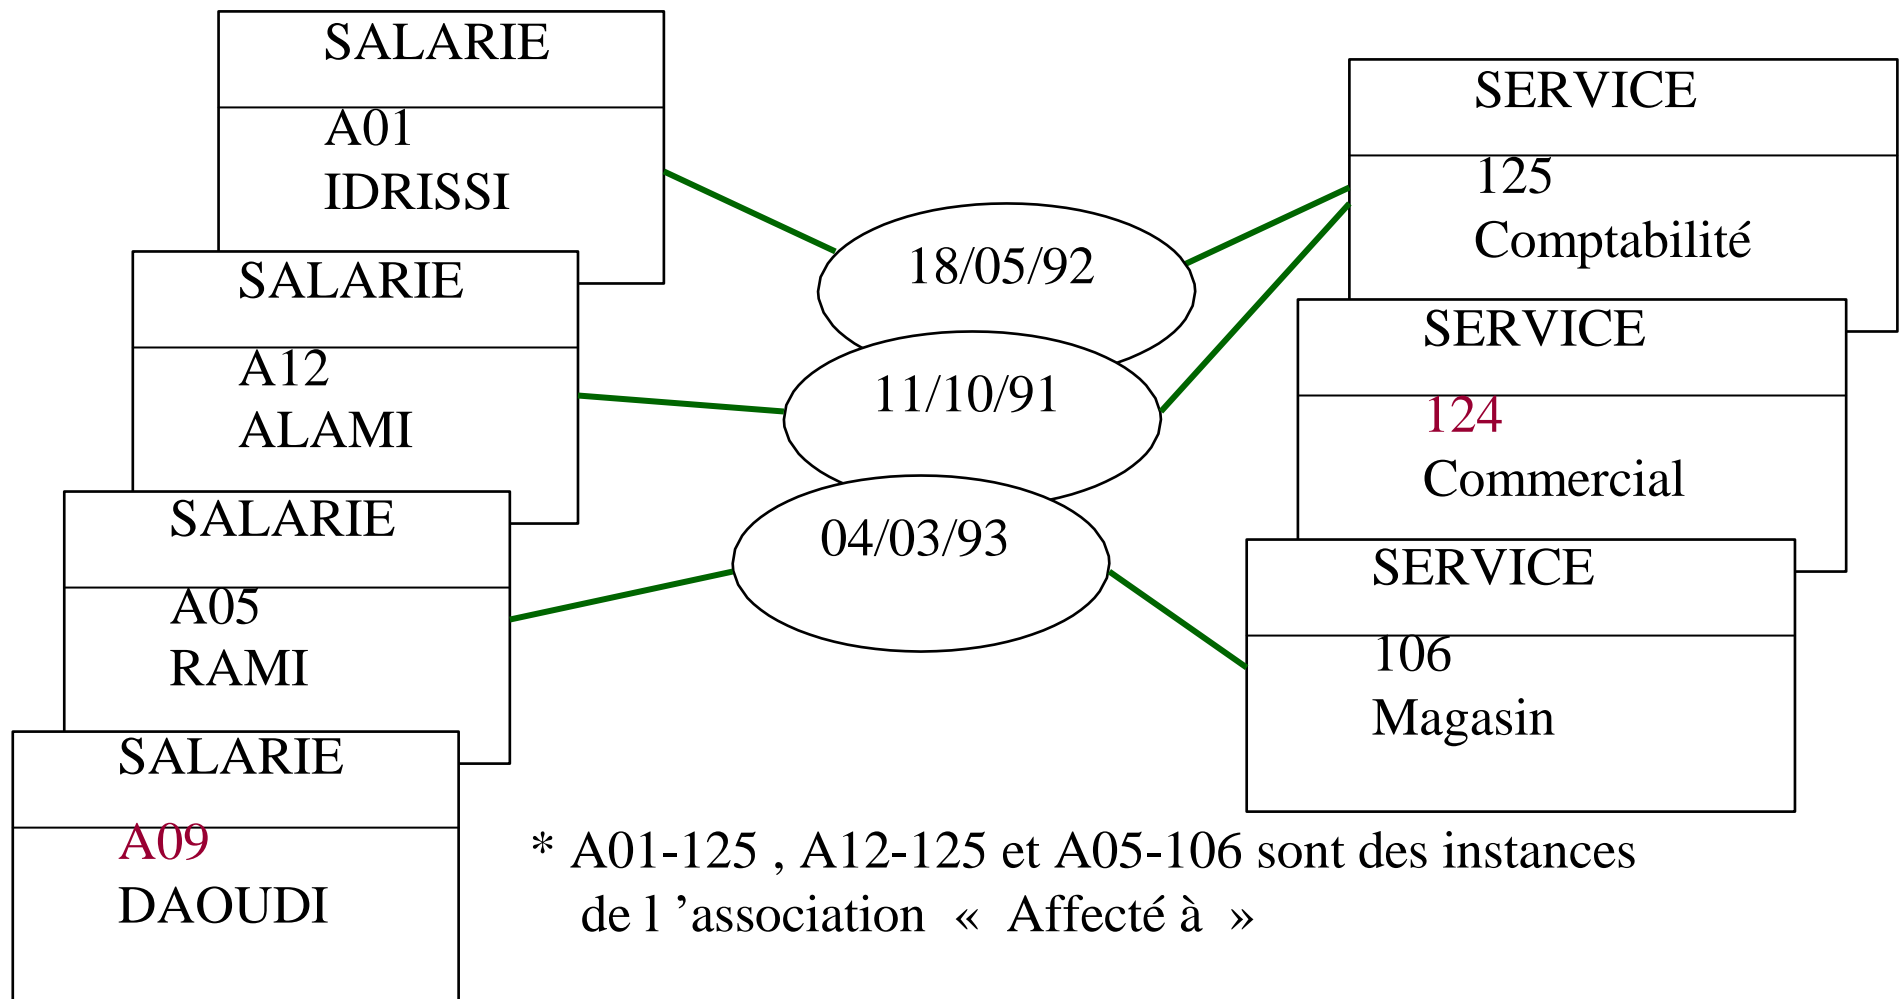 SALARIE
A01
IDRISSI
SALARIE
A12
ALAMI
SALARIE
A05
RAMI
SALARIE
A09
DAOUDI
18/05/92
11/10/91
04/03/93
SERVICE
125
Comptabilité
SERVICE
124
Commercial
SERVICE
106
Magasin
* A01-125 , A12-125 et A05-106 sont des instances
de l ’association « Affecté à »